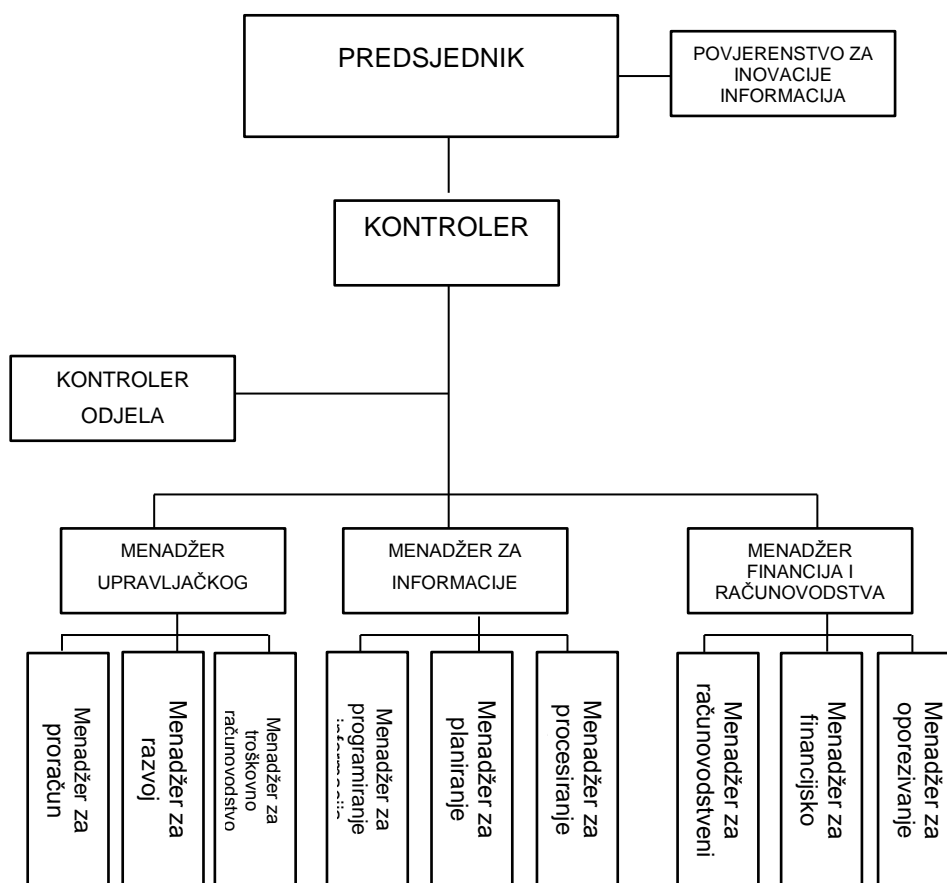 PREDSJEDNIK
POVJERENSTVO ZA
INOVACIJE
INFORMACIJA
KONTROLER
KONTROLER
ODJELA
MENADŽER
UPRAVLJAČKOG
MENADŽER ZA
INFORMACIJE
MENADŽER
FINANCIJA I
RAČUNOVODSTVA
Menadžer za
proračun
Menadžer za
razvoj
Menadžer za
troškovno
računovodstvo
Menadžer za
programiranje
Menadžer za
planiranje
Menadžer za
procesiranje
Menadžer za
računovodstveni
Menadžer za
financijsko
Menadžer za
oporezivanje